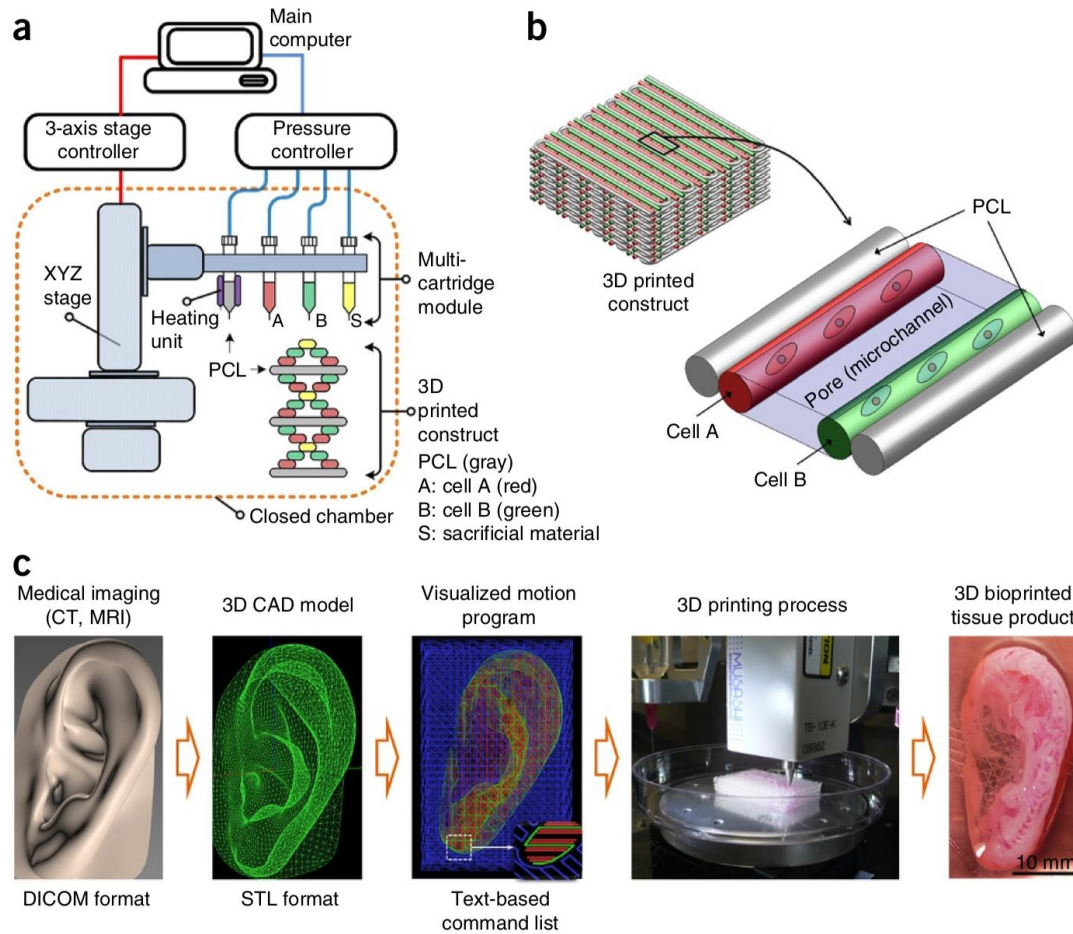 a
Main
computer
3-axis stage
controller
Pressure
controller
XYZ
stage
Heating
unit
A
B
S
PCL
Multi-
cartridge
module
3D
printed
construct
PCL (gray)
A: cell A (red)
B: cell B (green)
S: sacrificial material
Closed chamber
b
3D printed
construct
PCL
Pore (microchannel)
Cell A
Cell B
c
Medical imaging
(CT, MRI)
DICOM format
3D CAD model
STL format
Visualized motion
program
Text-based
command list
3D printing process
MUSASHI
TB-10E-K
09382
3D bioprinted
tissue product
10 mm